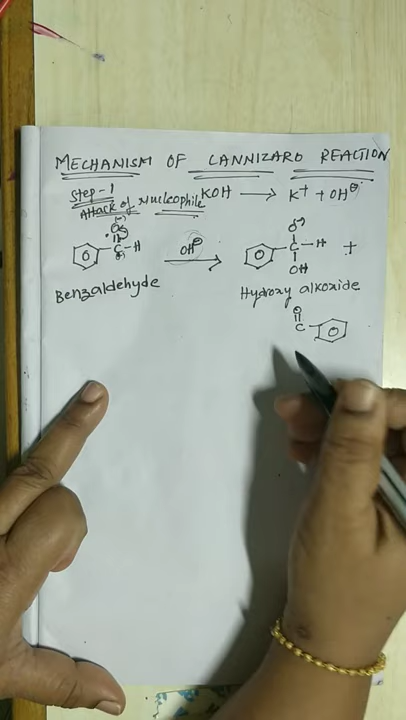 MECHANISM OF CANNIZARO REACTION
Step-1 KOH → K+ + OH⊖
Attack of Nucleophile
O(-) O(-)
C - H OH⊖ → C - H +
(+) OH
Benzaldehyde Hydroxy alkoxide
O
C